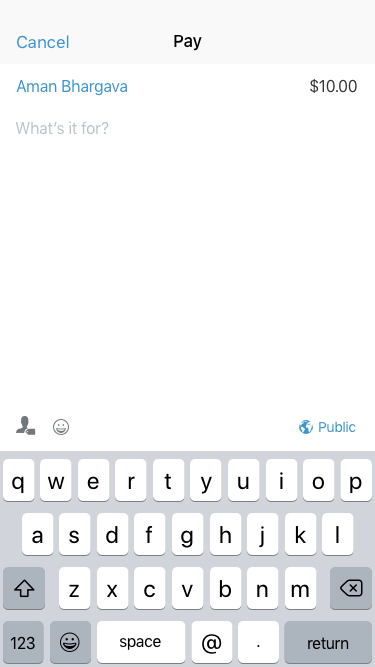 Cancel Pay
Aman Bhargava $10.00
What's it for?
Public
q w e r t y u i o p
a s d f g h j k l
z x c v b n m
123 space @ . return